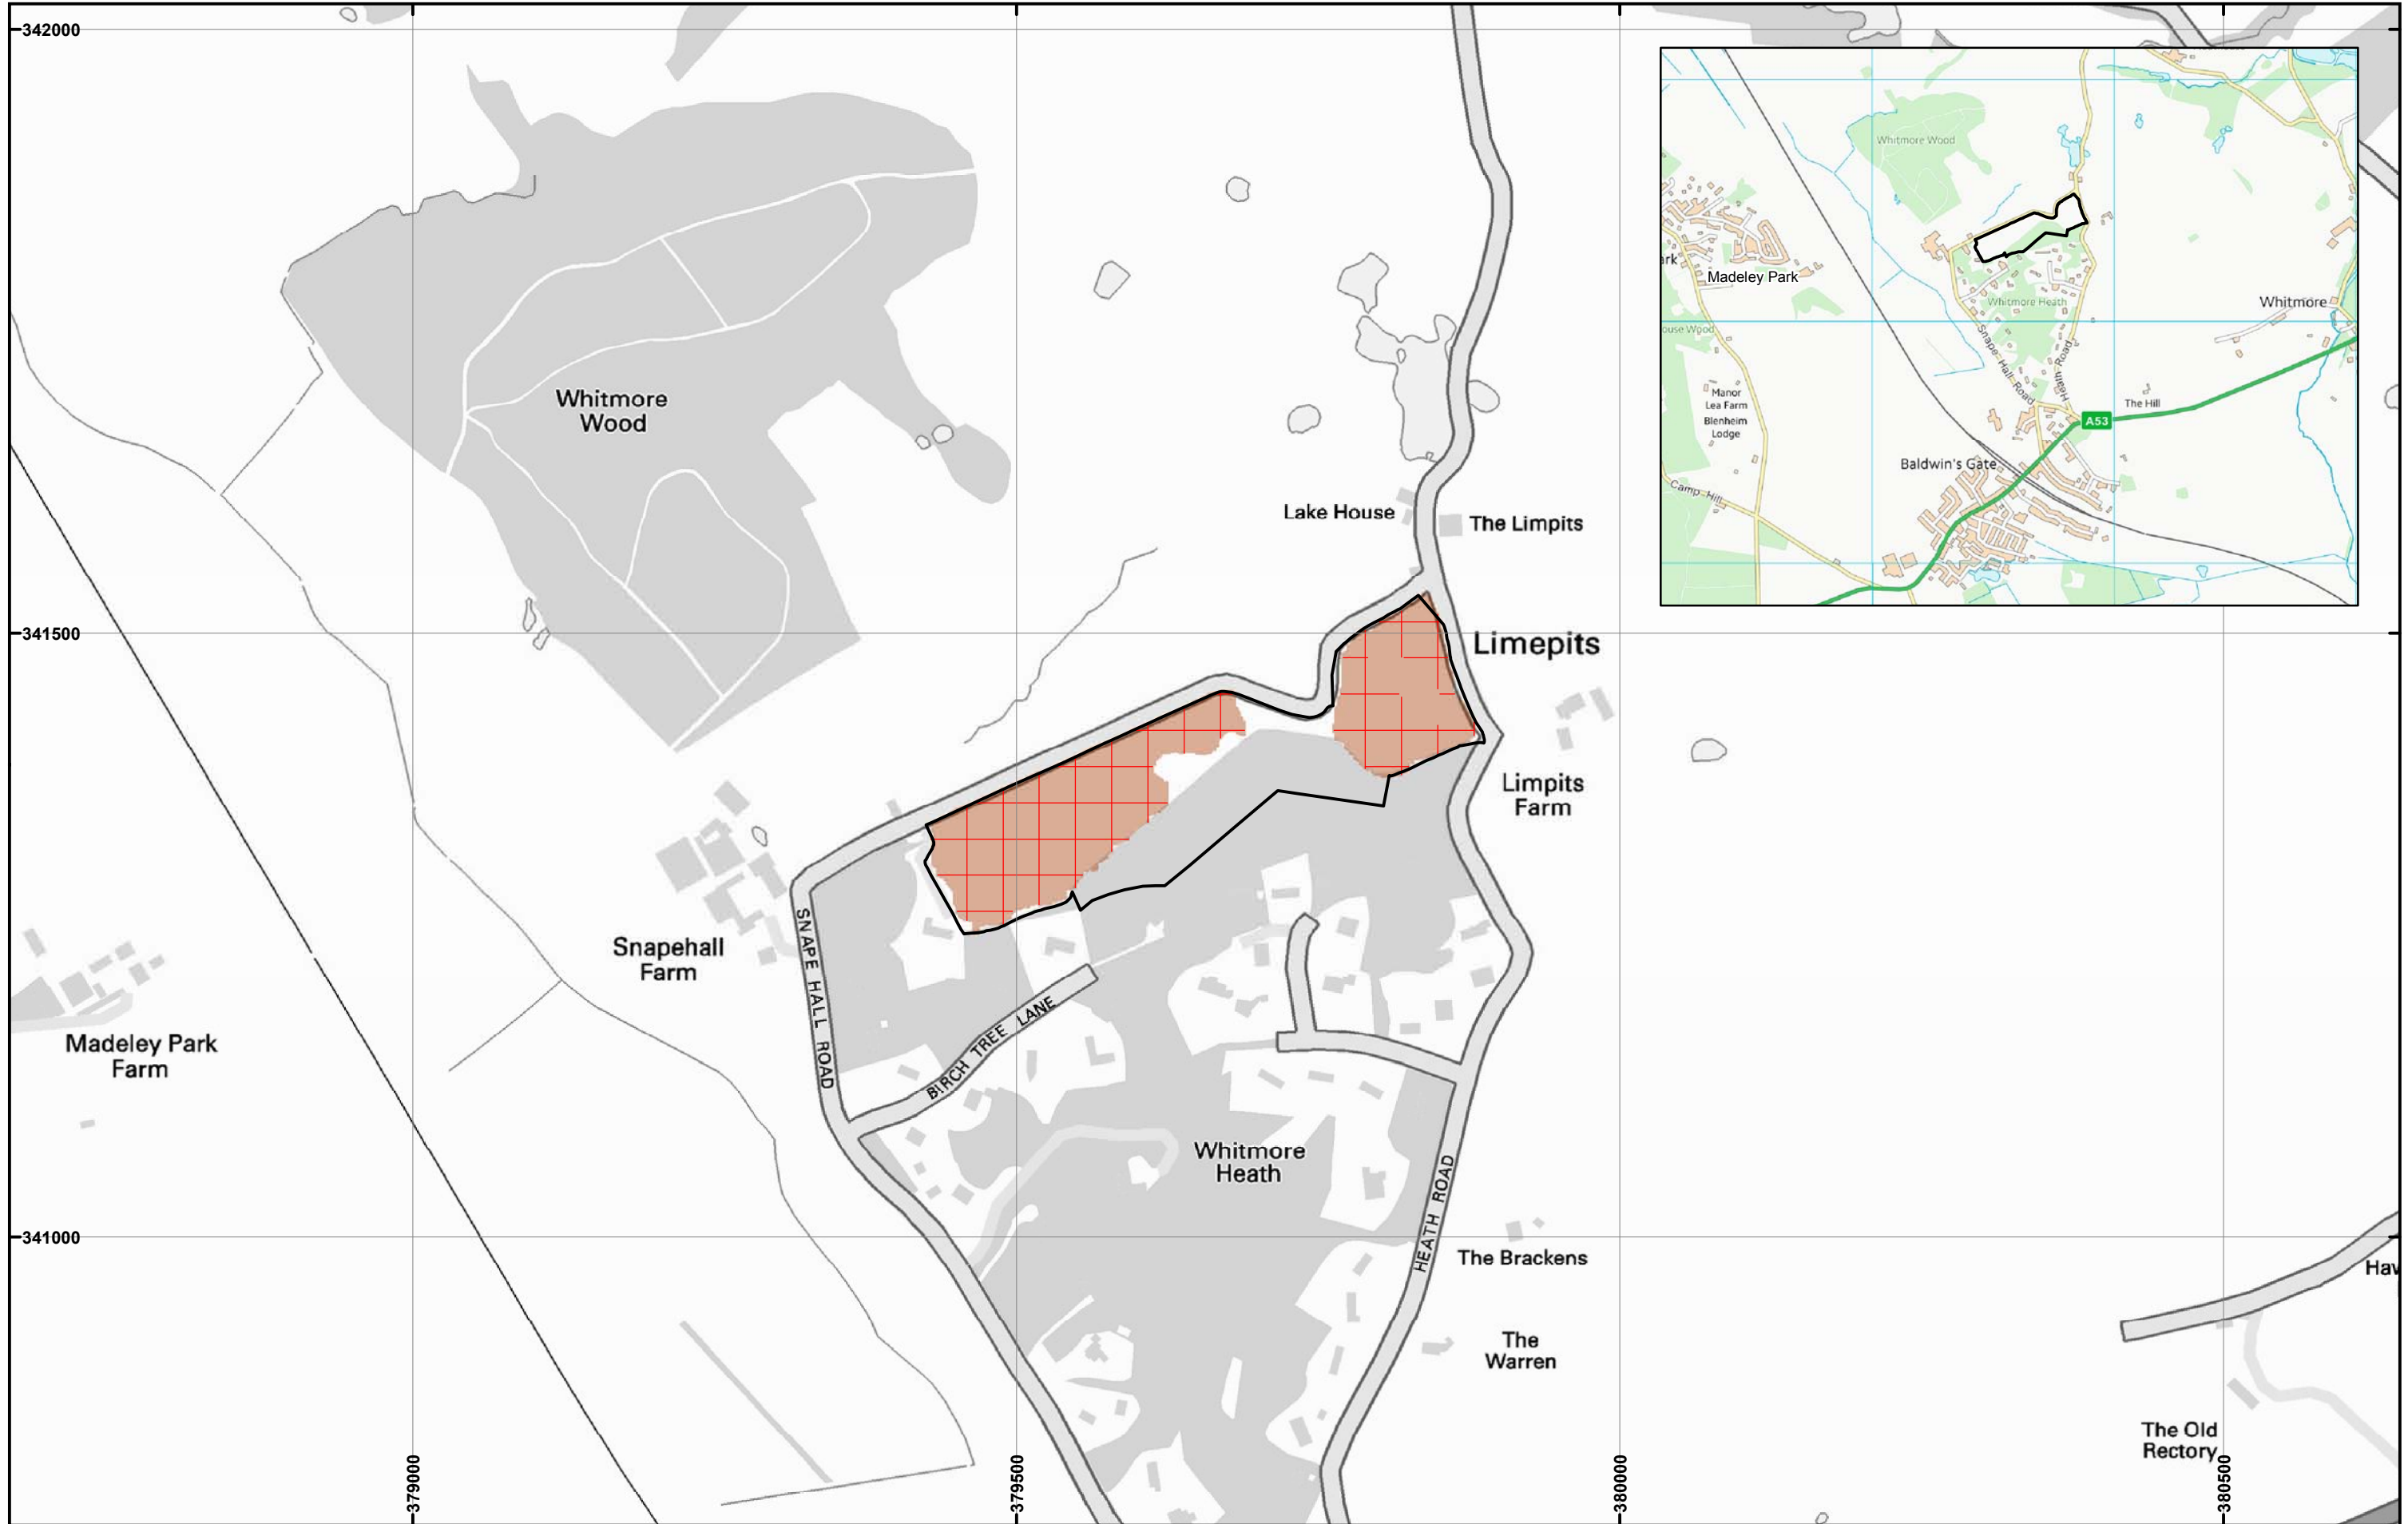 342000
Whitmore Wood
ark
Madeley Park
Whitmore Heath
Whitmore
ouse Wood
Snape Hall Road
Heath Road
Manor
Lea Farm
Blenheim
Lodge
The Hill
A53
Baldwin's Gate
Camp Hill
Whitmore
Wood
Lake House
The Limpits
341500
Limepits
Limpits
Farm
Snapehall
Farm
SNAPE HALL ROAD
BIRCH TREE LANE
Madeley Park
Farm
Whitmore
Heath
HEATH ROAD
341000
The Brackens
Hav
The
Warren
The Old
Rectory
379000
379500
380000
380500